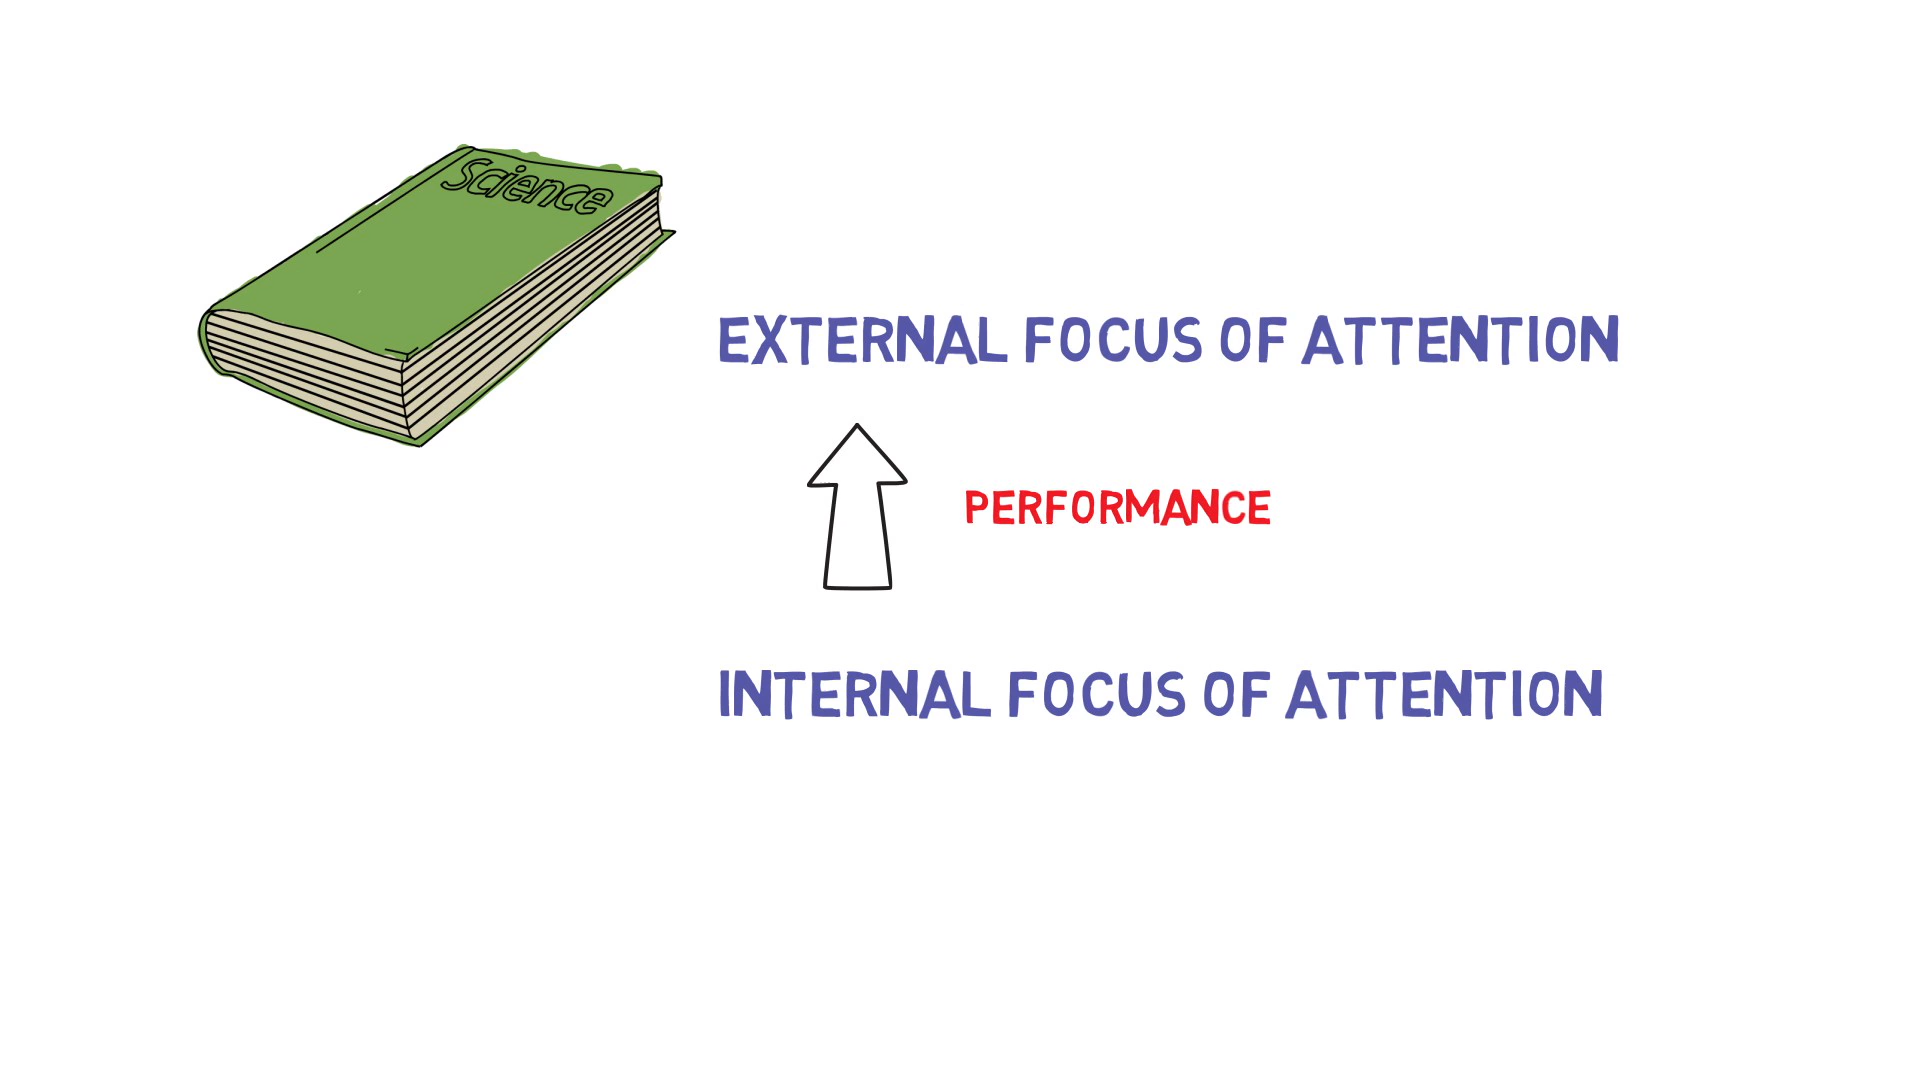 Science
EXTERNAL FOCUS OF ATTENTION
PERFORMANCE
INTERNAL FOCUS OF ATTENTION